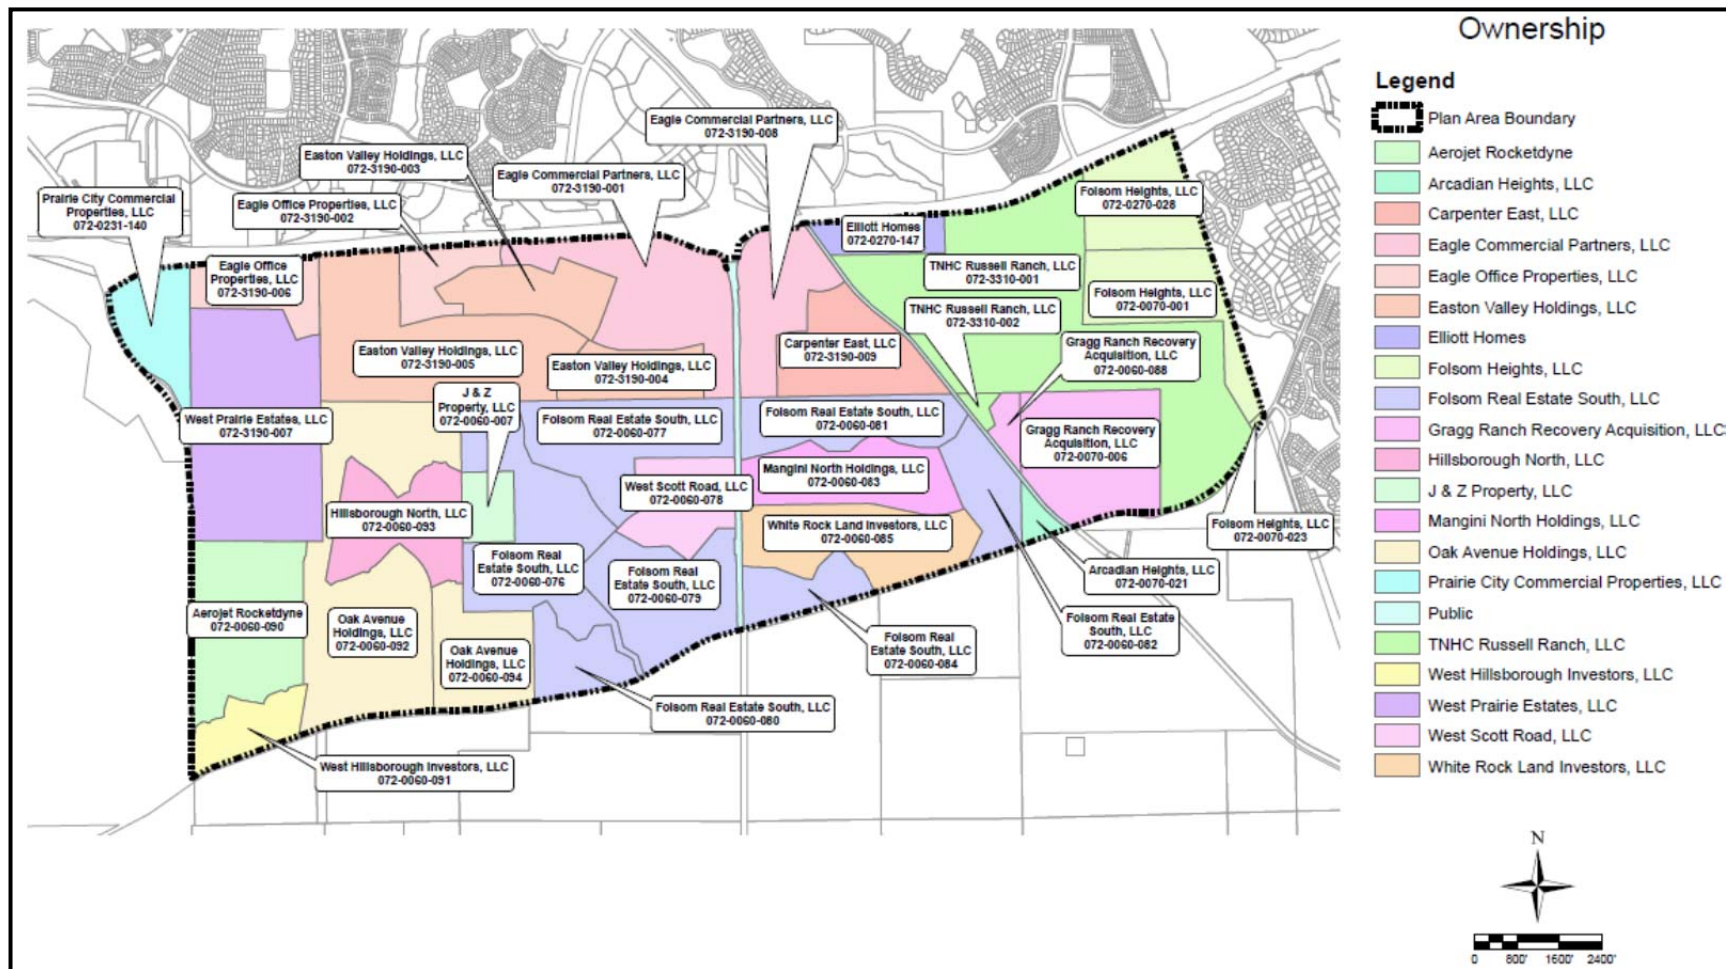 Ownership
Legend
Plan Area Boundary
Aerojet Rocketdyne
Arcadian Heights, LLC
Carpenter East, LLC
Eagle Commercial Partners, LLC
Eagle Office Properties, LLC
Easton Valley Holdings, LLC
Elliott Homes
Folsom Heights, LLC
Folsom Real Estate South, LLC
Gragg Ranch Recovery Acquisition, LLC
Hillsborough North, LLC
J & Z Property, LLC
Mangini North Holdings, LLC
Oak Avenue Holdings, LLC
Prairie City Commercial Properties, LLC
Public
TNHC Russell Ranch, LLC
West Hillsborough Investors, LLC
West Prairie Estates, LLC
West Scott Road, LLC
White Rock Land Investors, LLC
N
0 800' 1600' 2400'
Eagle Commercial Partners, LLC
072-3190-008
Easton Valley Holdings, LLC
072-3190-003
Eagle Commercial Partners, LLC
072-3190-001
Prairie City Commercial
Properties, LLC
072-0231-140
Eagle Office Properties, LLC
072-3190-002
Folsom Heights, LLC
072-0270-028
Elliott Homes
072-0270-147
Eagle Office
Properties, LLC
072-3190-006
TNHC Russell Ranch, LLC
072-3310-001
Folsom Heights, LLC
072-0070-001
TNHC Russell Ranch, LLC
072-3310-002
Gragg Ranch Recovery
Acquisition, LLC
072-0060-088
Carpenter East, LLC
072-3190-009
Easton Valley Holdings, LLC
072-3190-005
Easton Valley Holdings, LLC
072-3190-004
J & Z
Property, LLC
072-0060-007
West Prairie Estates, LLC
072-3190-007
Folsom Real Estate South, LLC
072-0060-077
Folsom Real Estate South, LLC
072-0060-081
Gragg Ranch Recovery
Acquisition, LLC
072-0070-006
Mangini North Holdings, LLC
072-0060-083
West Scott Road, LLC
072-0060-078
Hillsborough North, LLC
072-0060-093
White Rock Land Investors, LLC
072-0060-085
Folsom Heights, LLC
072-0070-023
Folsom Real
Estate South, LLC
072-0060-076
Folsom Real
Estate South, LLC
072-0060-079
Arcadian Heights, LLC
072-0070-021
Aerojet Rocketdyne
072-0060-090
Oak Avenue
Holdings, LLC
072-0060-092
Oak Avenue
Holdings, LLC
072-0060-094
Folsom Real Estate
South, LLC
072-0060-082
Folsom Real
Estate South, LLC
072-0060-084
Folsom Real Estate South, LLC
072-0060-080
West Hillsborough Investors, LLC
072-0060-091